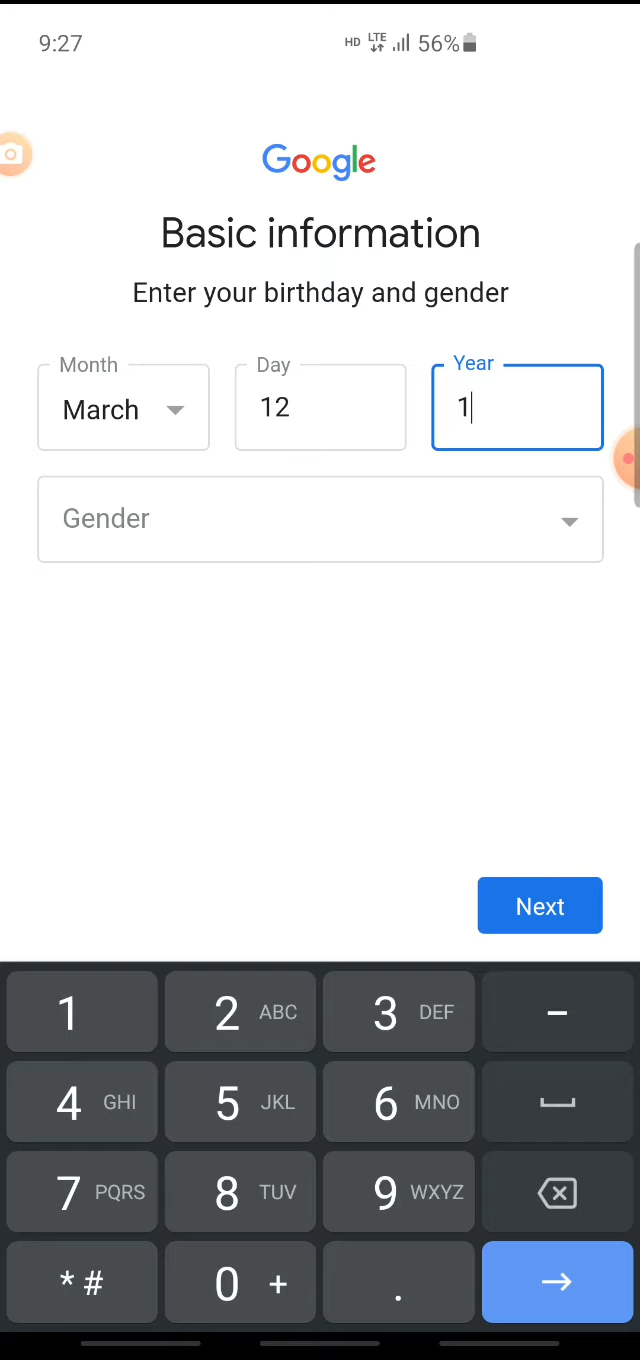 9:27 HD LTE 56%
Google
Basic information
Enter your birthday and gender
Month Day Year
March 12 1
Gender
Next
1 2 ABC 3 DEF -
4 GHI 5 JKL 6 MNO
7 PQRS 8 TUV 9 WXYZ
* # 0 + .